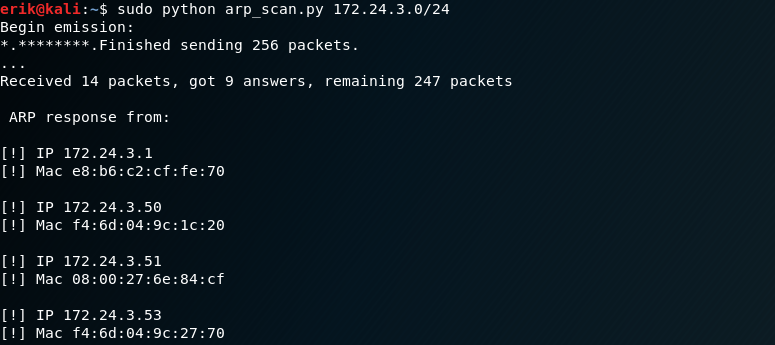 erik@kali:~$ sudo python arp_scan.py 172.24.3.0/24
Begin emission:
*.********.Finished sending 256 packets.
...
Received 14 packets, got 9 answers, remaining 247 packets
ARP response from:
[!] IP 172.24.3.1
[!] Mac e8:b6:c2:cf:fe:70
[!] IP 172.24.3.50
[!] Mac f4:6d:04:9c:1c:20
[!] IP 172.24.3.51
[!] Mac 08:00:27:6e:84:cf
[!] IP 172.24.3.53
[!] Mac f4:6d:04:9c:27:70